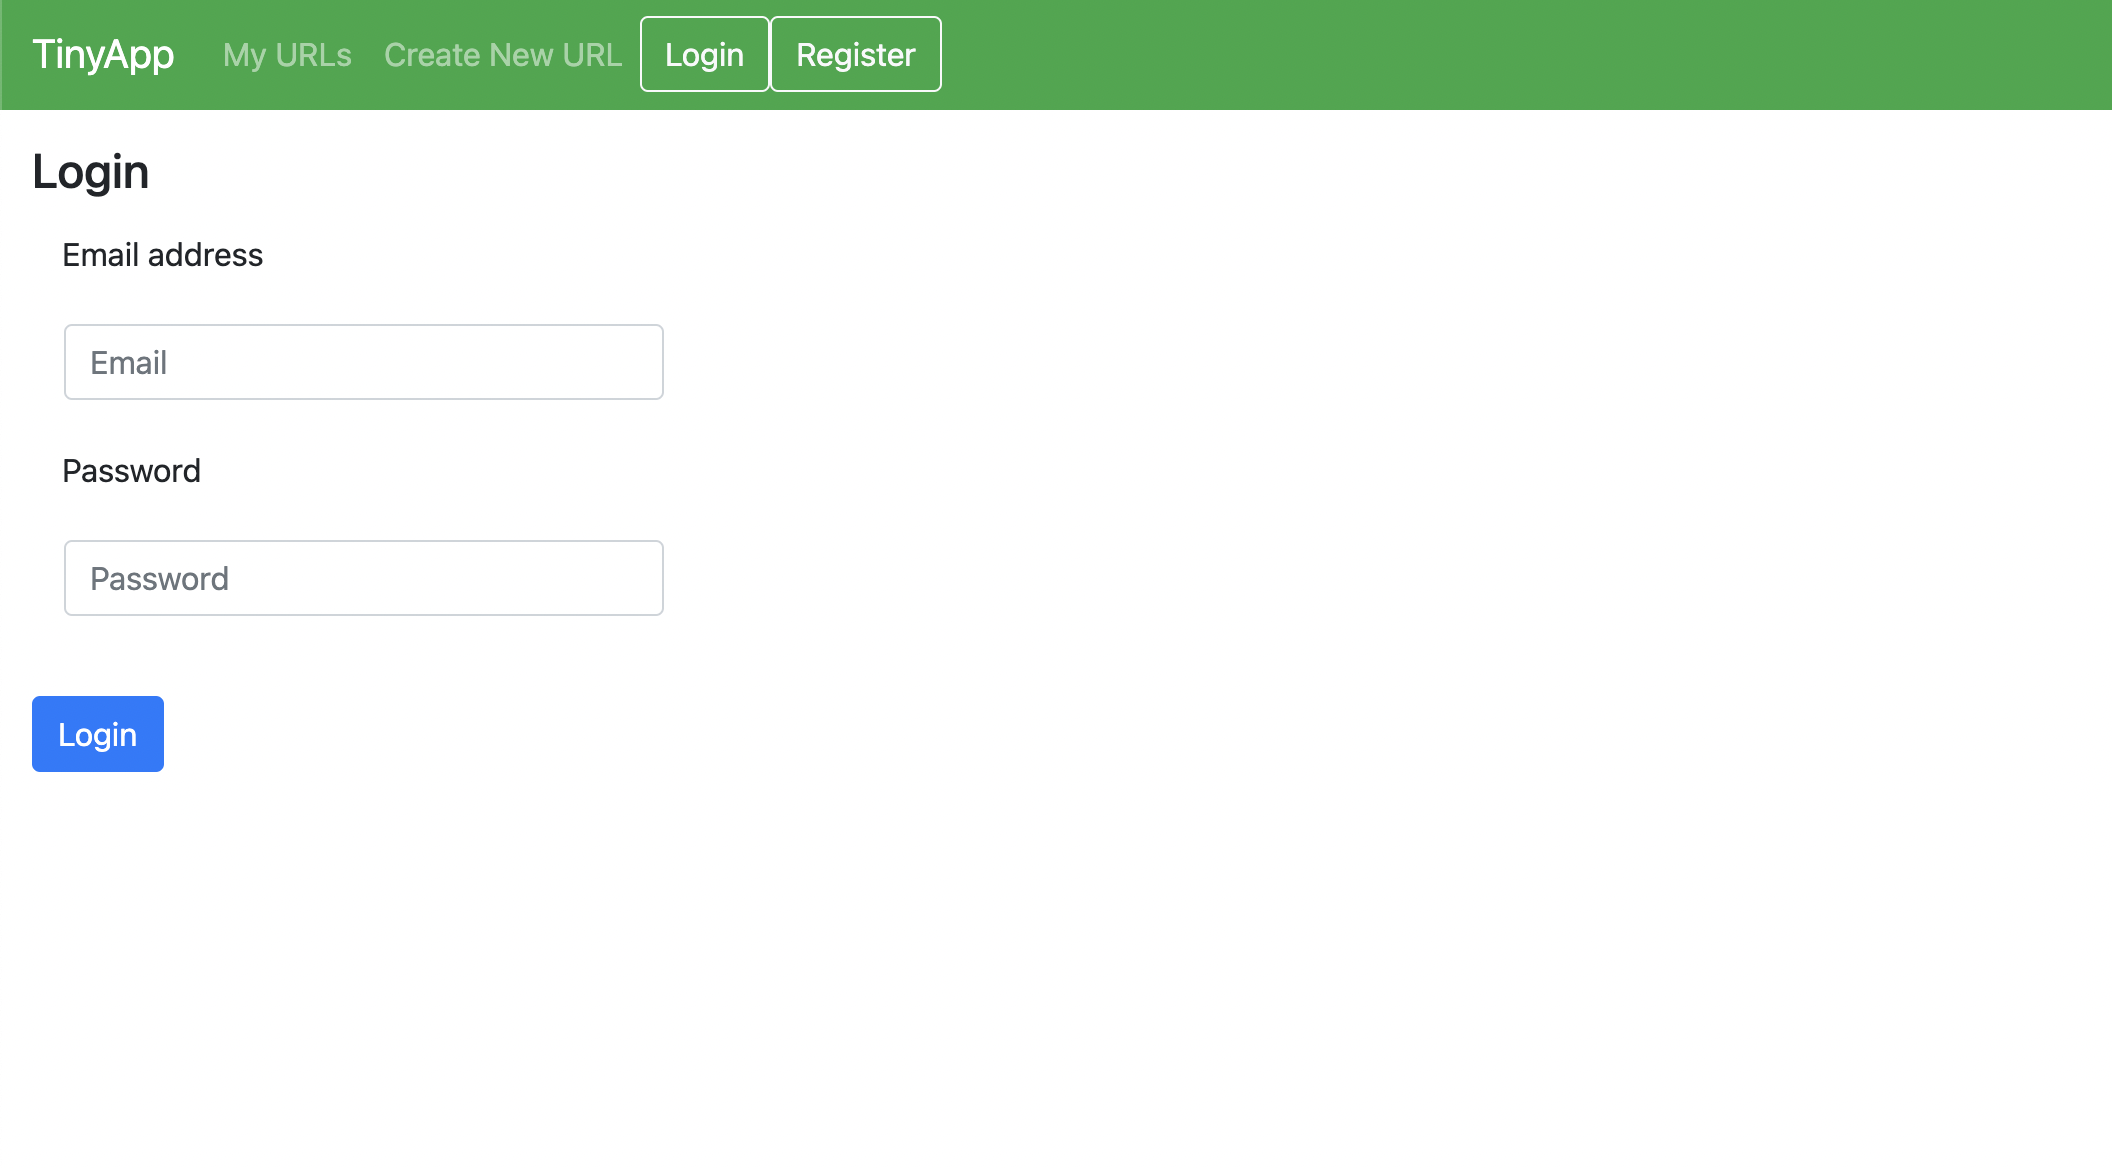 TinyApp My URLs Create New URL Login Register
Login
Email address
Email
Password
Password
Login